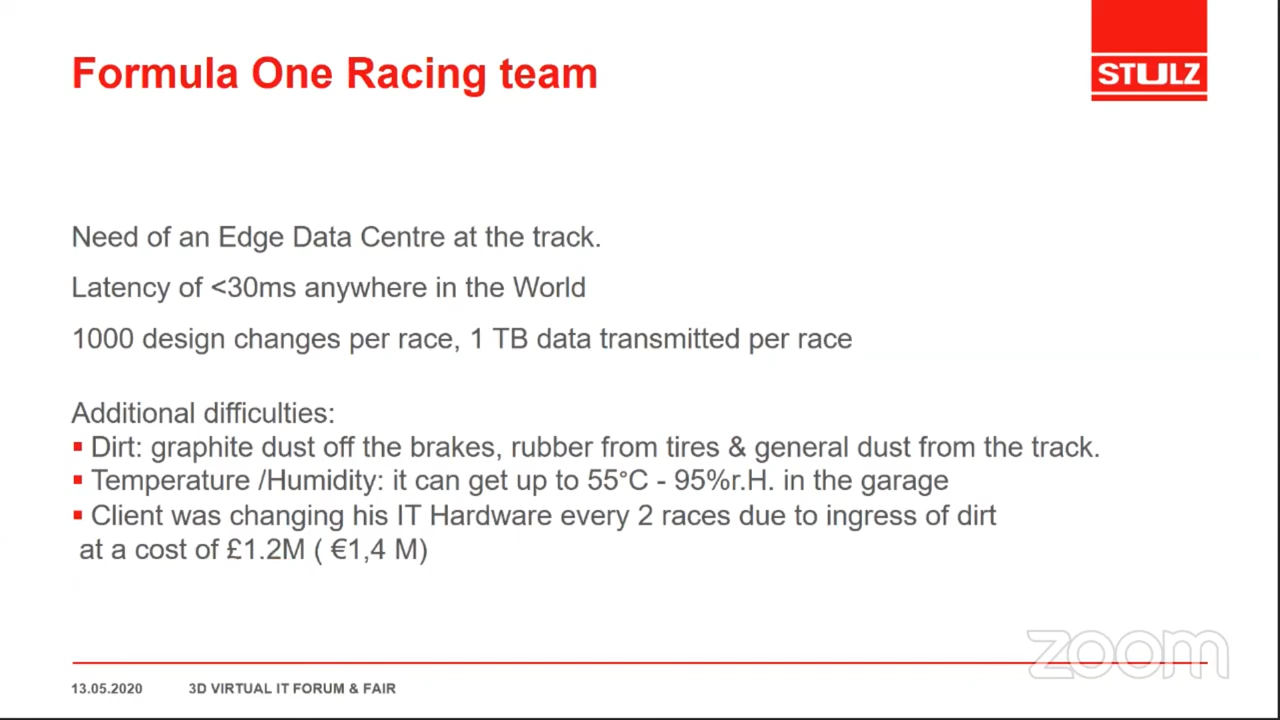 Formula One Racing team
STULZ
Need of an Edge Data Centre at the track.
Latency of <30ms anywhere in the World
1000 design changes per race, 1 TB data transmitted per race
Additional difficulties:
▪ Dirt: graphite dust off the brakes, rubber from tires & general dust from the track.
▪ Temperature /Humidity: it can get up to 55°C - 95%r.H. in the garage
▪ Client was changing his IT Hardware every 2 races due to ingress of dirt
at a cost of £1.2M ( €1,4 M)
zoom
13.05.2020 3D VIRTUAL IT FORUM & FAIR